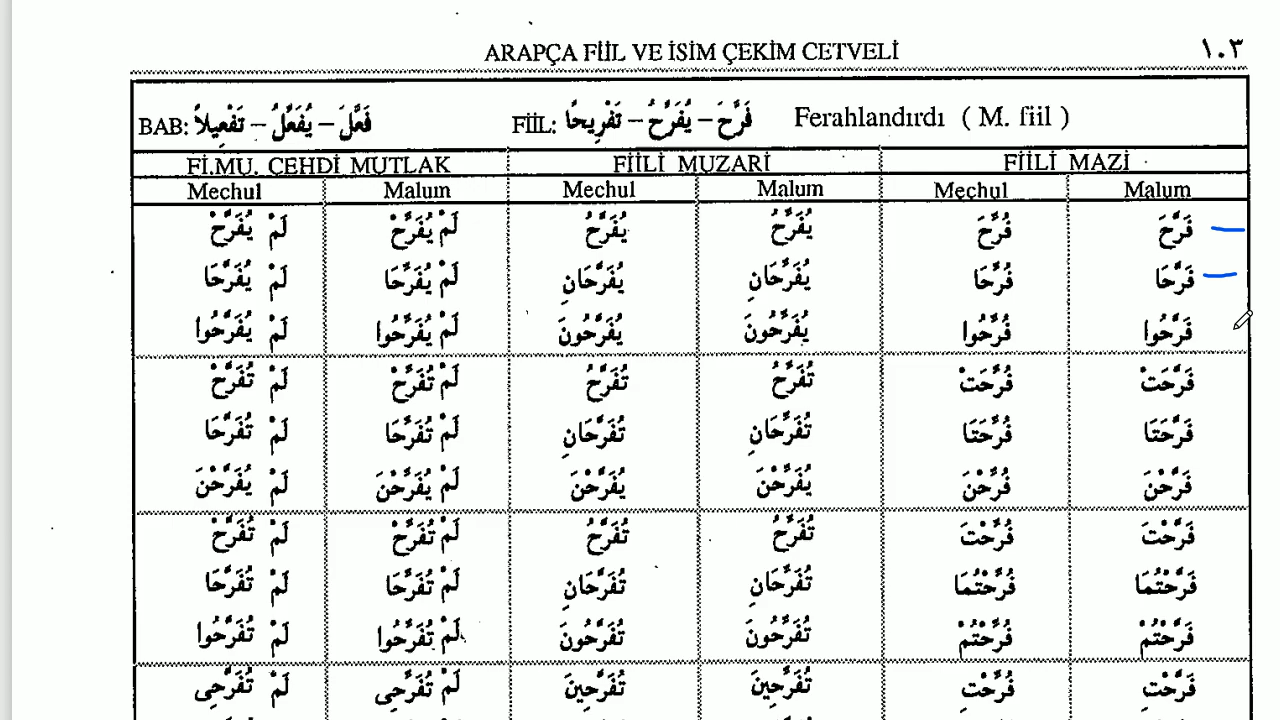 ARAPÇA FİİL VE İSİM ÇEKİM CETVELİ ١٠٣
BAB: فَعَّلَ – يُفَعِّلُ – تَفْعِيلاً FİİL: فَرَّحَ – يُفَرِّحُ – تَفْرِيحًا Ferahlandırdı ( M. fiil )
Fİ.MU. CEHDİ MUTLAK FİİLİ MUZARİ FİİLİ MAZİ
Mechul Malum Mechul Malum Mechul Malum
فَرَّحَ فُرِّحَ يُفَرِّحُ يُفَرَّحُ لَمْ يُفَرِّحْ لَمْ يُفَرَّحْ
فَرَّحَا فُرِّحَا يُفَرِّحَانِ يُفَرَّحَانِ لَمْ يُفَرِّحَا لَمْ يُفَرَّحَا
فَرَّحُوا فُرِّحُوا يُفَرِّحُونَ يُفَرَّحُونَ لَمْ يُفَرِّحُوا لَمْ يُفَرَّحُوا
فَرَّحَتْ فُرِّحَتْ تُفَرِّحُ تُفَرَّحُ لَمْ تُفَرِّحْ لَمْ تُفَرَّحْ
فَرَّحَتَا فُرِّحَتَا تُفَرِّحَانِ تُفَرَّحَانِ لَمْ تُفَرِّحَا لَمْ تُفَرَّحَا
فَرَّحْنَ فُرِّحْنَ يُفَرِّحْنَ يُفَرَّحْنَ لَمْ يُفَرِّحْنَ لَمْ يُفَرَّحْنَ
فَرَّحْتَ فُرِّحْتَ تُفَرِّحُ تُفَرَّحُ لَمْ تُفَرِّحْ لَمْ تُفَرَّحْ
فَرَّحْتُمَا فُرِّحْتُمَا تُفَرِّحَانِ تُفَرَّحَانِ لَمْ تُفَرِّحَا لَمْ تُفَرَّحَا
فَرَّحْتُمْ فُرِّحْتُمْ تُفَرِّحُونَ تُفَرَّحُونَ لَمْ تُفَرِّحُوا لَمْ تُفَرَّحُوا
فَرَّحْتِ فُرِّحْتِ تُفَرِّحِينَ تُفَرَّحِينَ لَمْ تُفَرِّحِى لَمْ تُفَرَّحِى